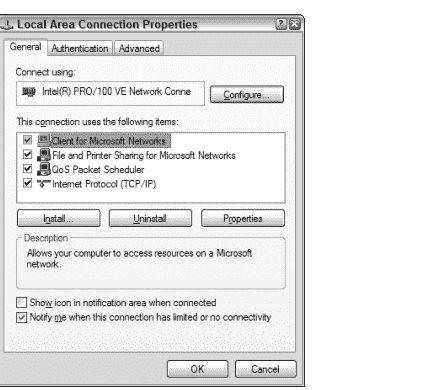 Local Area Connection Properties
General Authentication Advanced
Connect using:
Intel(R) PRO/100 VE Network Conne
Configure...
This connection uses the following items:
Client for Microsoft Networks
File and Printer Sharing for Microsoft Networks
QoS Packet Scheduler
Internet Protocol (TCP/IP)
Install... Uninstall Properties
Description
Allows your computer to access resources on a Microsoft
network.
Show icon in notification area when connected
Notify me when this connection has limited or no connectivity
OK Cancel